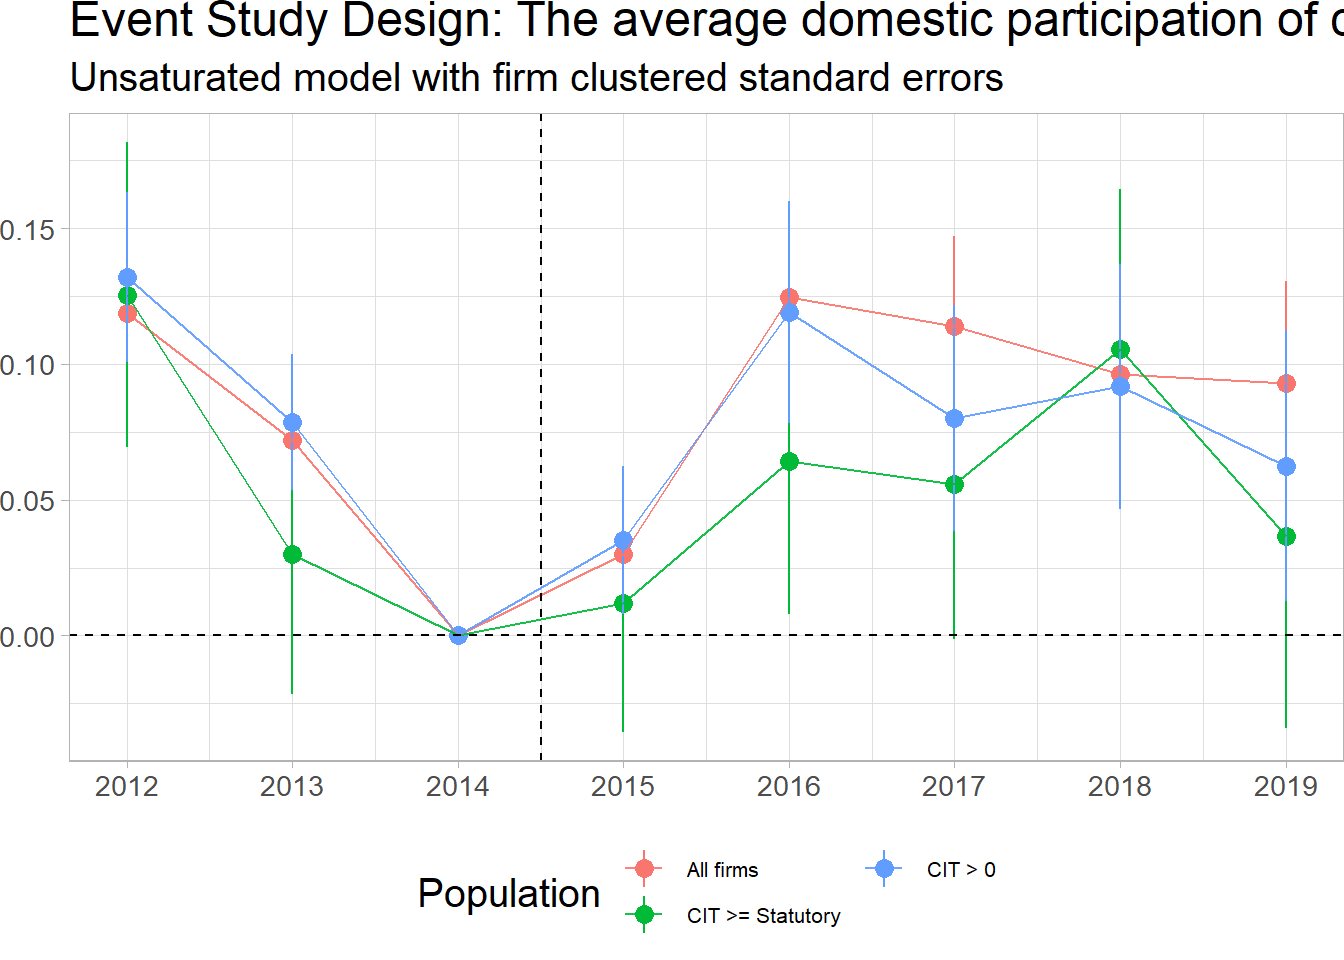 Event Study Design: The average domestic participation of
Unsaturated model with firm clustered standard errors
0.15
0.10
0.05
0.00
2012 2013 2014 2015 2016 2017 2018 2019
Population
All firms
CIT > 0
CIT >= Statutory